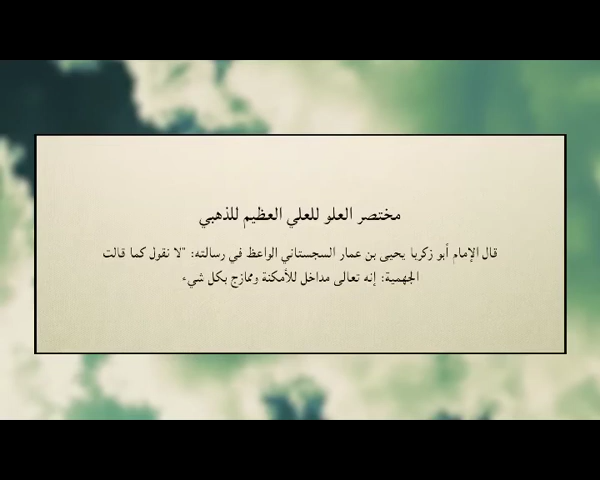 مختصر العلو للعلي العظيم للذهبي
قال الإمام أبو زكريا يحيى بن عمار السجستاني الواعظ في رسالته: "لا نقول كما قالت
الجهمية: إنه تعالى مداخل للأمكنة وممازج بكل شيء